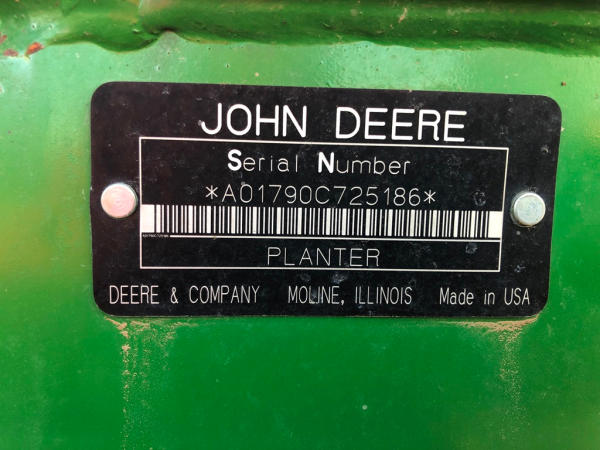 JOHN DEERE
Serial Number
*A01790C725186*
PLANTER
DEERE & COMPANY MOLINE, ILLINOIS Made in USA